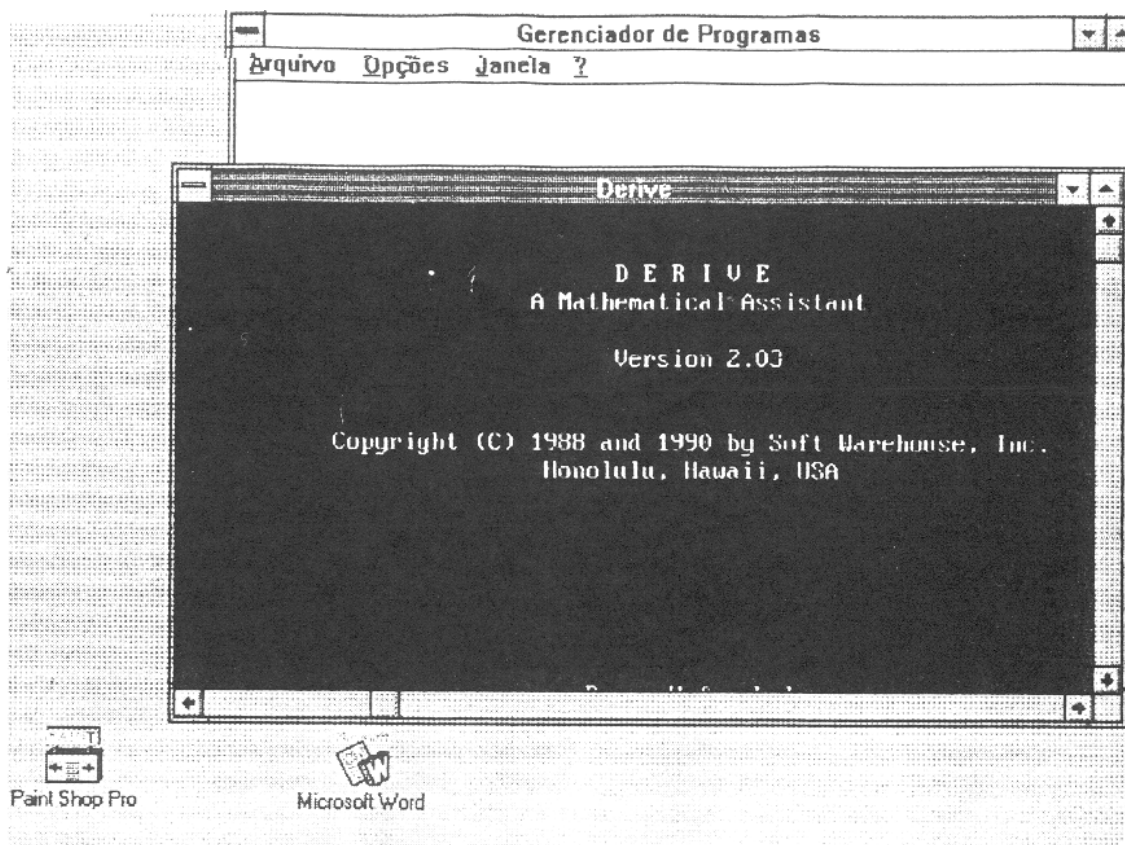 Gerenciador de Programas
Arquivo Opções Janela ?
Derive
D E R I V E
A Mathematical Assistant
Version 2.03
Copyright (C) 1988 and 1990 by Soft Warehouse, Inc.
Honolulu, Hawaii, USA
Paint Shop Pro
Microsoft Word